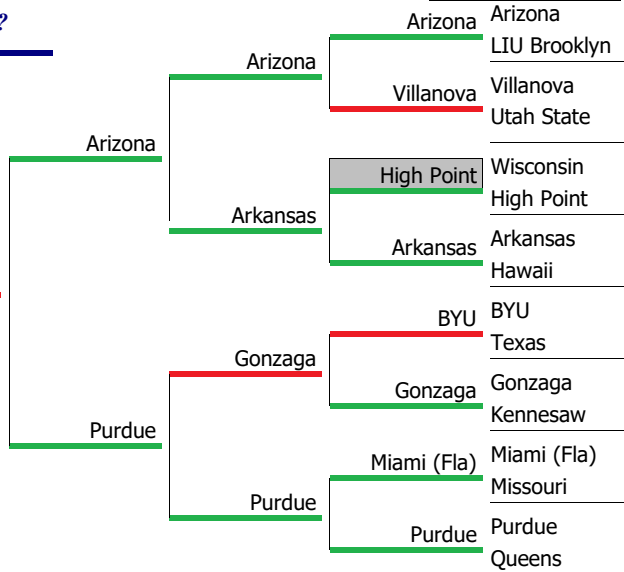 ?
Arizona
Arizona
LIU Brooklyn
Arizona
Villanova
Villanova
Utah State
Arizona
High Point
Wisconsin
High Point
Arkansas
Arkansas
Arkansas
Hawaii
BYU
BYU
Texas
Gonzaga
Gonzaga
Gonzaga
Kennesaw
Purdue
Miami (Fla)
Miami (Fla)
Missouri
Purdue
Purdue
Purdue
Queens